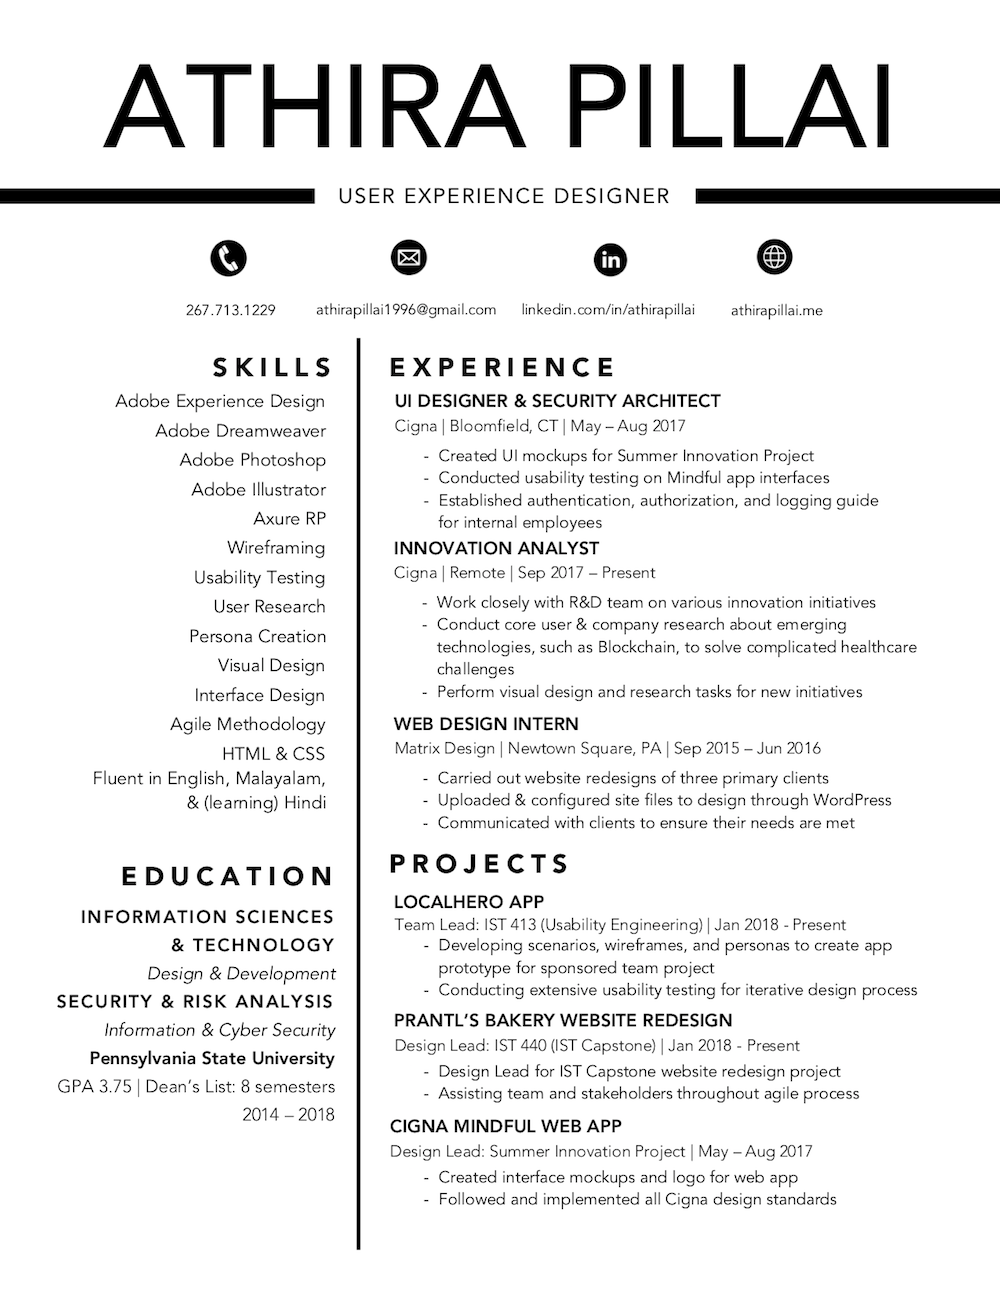 ATHIRA PILLAI
USER EXPERIENCE DESIGNER
267.713.1229
athirapillai1996@gmail.com
linkedin.com/in/athirapillai
athirapillai.me
SKILLS
Adobe Experience Design
Adobe Dreamweaver
Adobe Photoshop
Adobe Illustrator
Axure RP
Wireframing
Usability Testing
User Research
Persona Creation
Visual Design
Interface Design
Agile Methodology
HTML & CSS
Fluent in English, Malayalam,
& (learning) Hindi
EDUCATION
INFORMATION SCIENCES
& TECHNOLOGY
Design & Development
SECURITY & RISK ANALYSIS
Information & Cyber Security
Pennsylvania State University
GPA 3.75 | Dean’s List: 8 semesters
2014 – 2018
EXPERIENCE
UI DESIGNER & SECURITY ARCHITECT
Cigna | Bloomfield, CT | May – Aug 2017
- Created UI mockups for Summer Innovation Project
- Conducted usability testing on Mindful app interfaces
- Established authentication, authorization, and logging guide
for internal employees
INNOVATION ANALYST
Cigna | Remote | Sep 2017 – Present
- Work closely with R&D team on various innovation initiatives
- Conduct core user & company research about emerging
technologies, such as Blockchain, to solve complicated healthcare
challenges
- Perform visual design and research tasks for new initiatives
WEB DESIGN INTERN
Matrix Design | Newtown Square, PA | Sep 2015 – Jun 2016
- Carried out website redesigns of three primary clients
- Uploaded & configured site files to design through WordPress
- Communicated with clients to ensure their needs are met
PROJECTS
LOCALHERO APP
Team Lead: IST 413 (Usability Engineering) | Jan 2018 - Present
- Developing scenarios, wireframes, and personas to create app
prototype for sponsored team project
- Conducting extensive usability testing for iterative design process
PRANTL’S BAKERY WEBSITE REDESIGN
Design Lead: IST 440 (IST Capstone) | Jan 2018 - Present
- Design Lead for IST Capstone website redesign project
- Assisting team and stakeholders throughout agile process
CIGNA MINDFUL WEB APP
Design Lead: Summer Innovation Project | May – Aug 2017
- Created interface mockups and logo for web app
- Followed and implemented all Cigna design standards